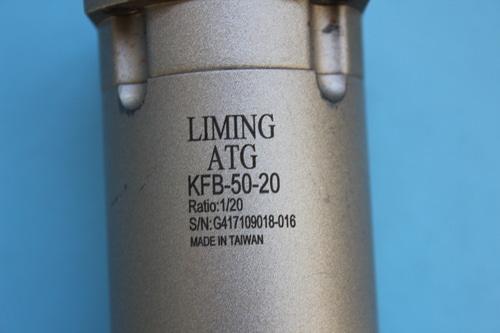 LIMING
ATG
KFB-50-20
Ratio:1/20
S/N:G417109018-016
MADE IN TAIWAN